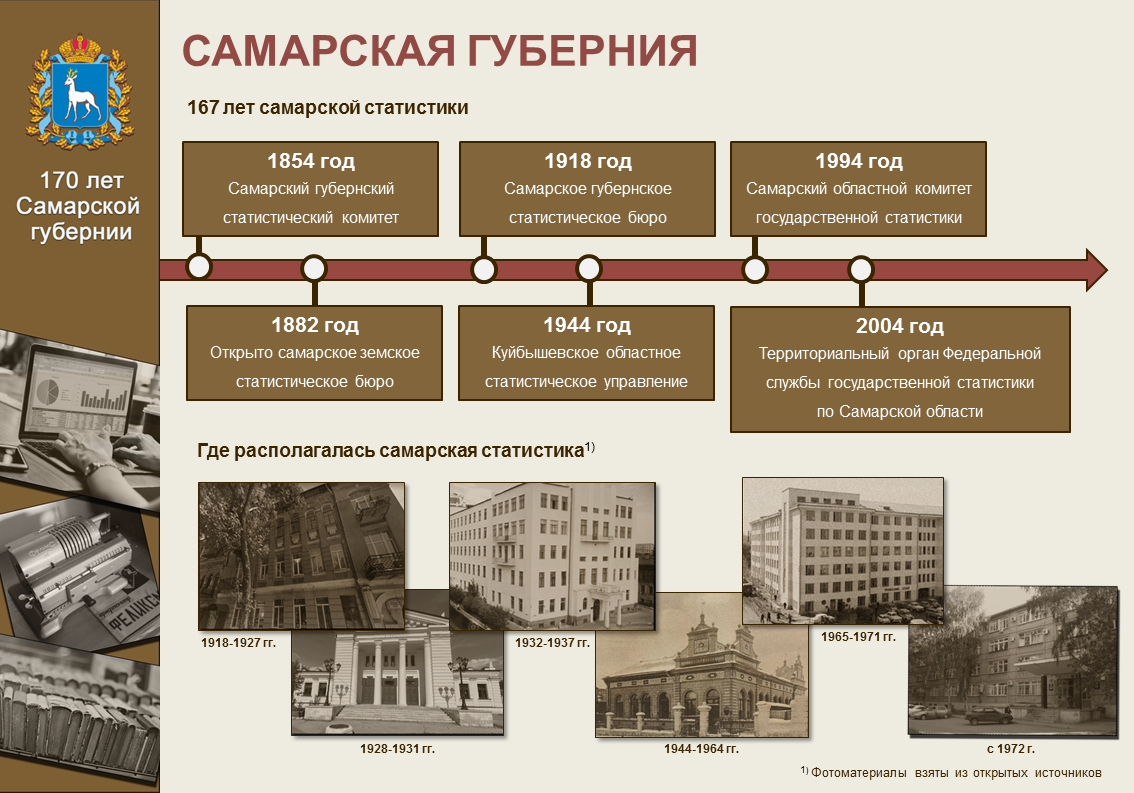 САМАРСКАЯ ГУБЕРНИЯ
170 лет
Самарской
губернии
167 лет самарской статистики
1854 год
Самарский губернский
статистический комитет
1918 год
Самарское губернское
статистическое бюро
1994 год
Самарский областной комитет
государственной статистики
1882 год
Открыто самарское земское
статистическое бюро
1944 год
Куйбышевское областное
статистическое управление
2004 год
Территориальный орган Федеральной
службы государственной статистики
по Самарской области
Где располагалась самарская статистика1)
1918-1927 гг.
1932-1937 гг.
1965-1971 гг.
1928-1931 гг.
1944-1964 гг.
с 1972 г.
1) Фотоматериалы взяты из открытых источников